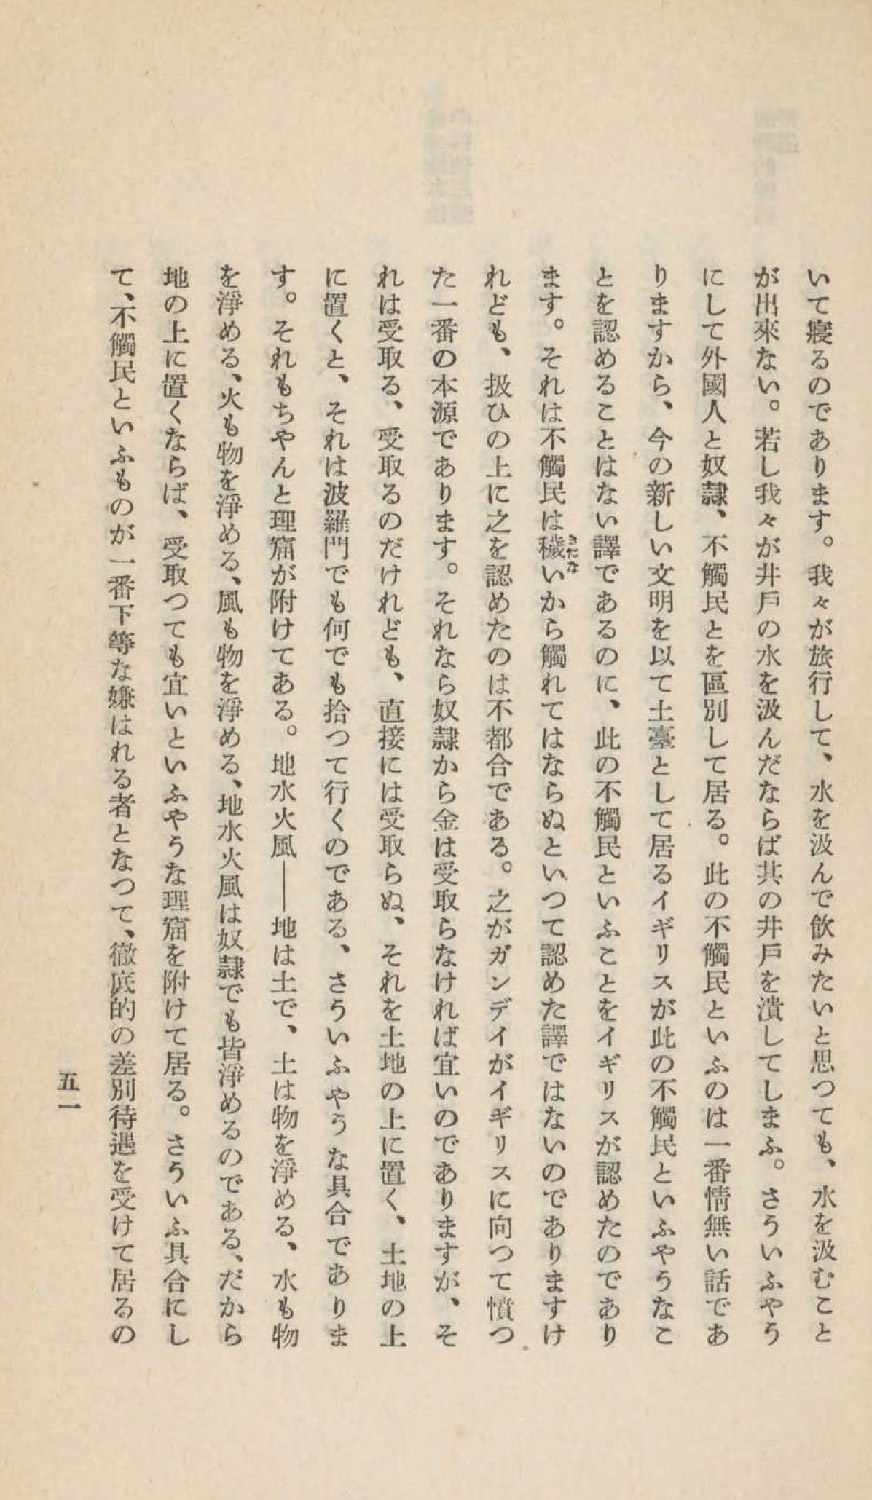 いて寢るのであります。我々が旅行して、水を汲んで飮みたいと思つても、水を汲むこと
が出來ない。若し我々が井戶の水を汲んだならば其の井戶を潰してしまふ。さういふやう
にして外國人と奴隷、不觸民とを區別して居る。此の不觸民といふのは一番情無い話であ
りますから、今の新しい文明を以て土臺として居るイギリスが此の不觸民といふやうなこ
とを認めることはない譯であるのに、此の不觸民といふことをイギリスが認めたのであり
ます。それは不觸民は穢いから觸れてはならぬといつて認めた譯ではないのでありますけ
れども、扱ひの上に之を認めたのは不都合である。之がガンデイがイギリスに向つて憤つ
た一番の本源であります。それなら奴隷から金は受取らなければ宜いのでありますが、そ
れは受取る、受取るのだけれども、直接には受取らぬ、それを土地の上に置く、土地の上
に置くと、それは波羅門でも何でも拾つて行くのである、さういふやうな具合でありま
す。それもちやんと理窟が附けてある。地水火風——地は土で、土は物を淨める、水も物
を淨める、火も物を淨める、風も物を淨める、地水火風は奴隷でも皆淨めるのである、だから
地の上に置くならば、受取つても宜いといふやうな理窟を附けて居る。さういふ具合にし
て、不觸民といふものが一番下等な嫌はれる者となつて、徹底的の差別待遇を受けて居るの
五一